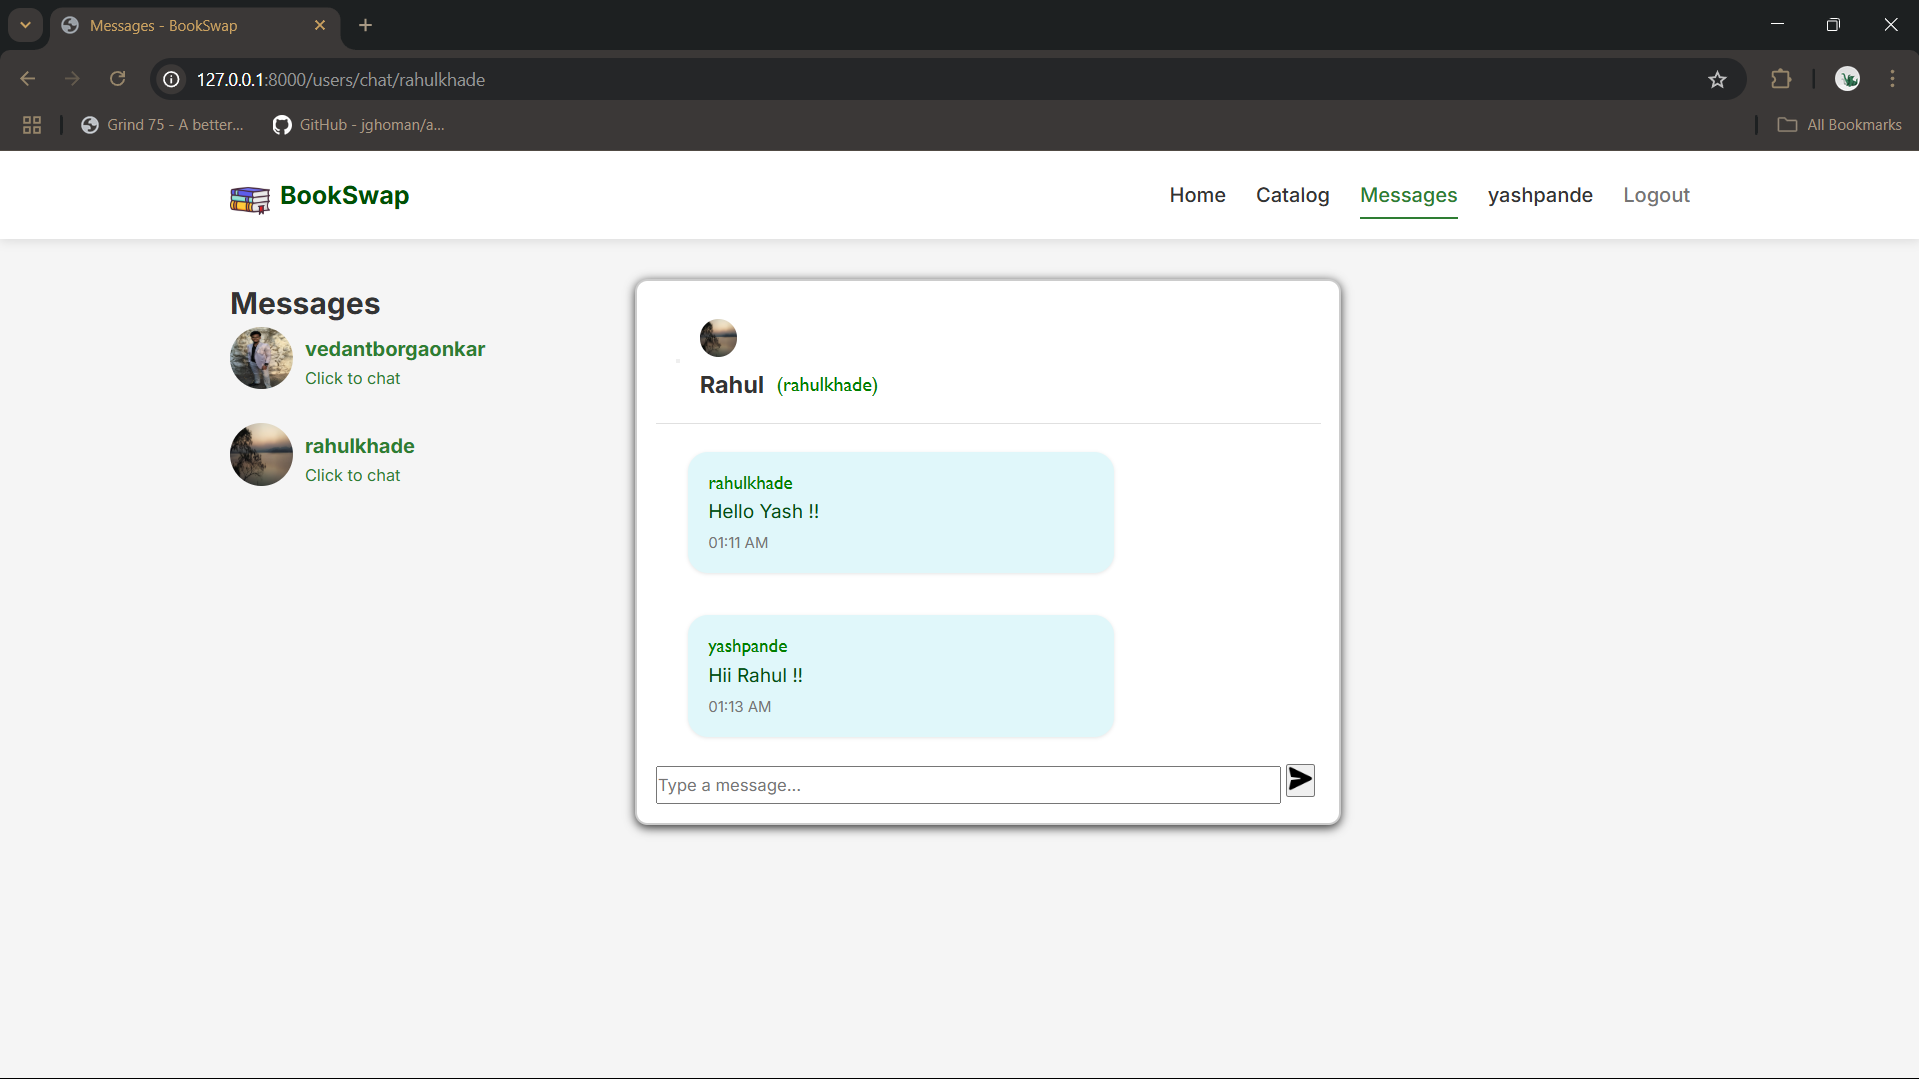 Messages - BookSwap
127.0.0.1:8000/users/chat/rahulkhade
Grind 75 - A better...
GitHub - jghoman/a...
All Bookmarks
BookSwap
Home
Catalog
Messages
yashpande
Logout
Messages
vedantborgaonkar
Click to chat
rahulkhade
Click to chat
Rahul (rahulkhade)
rahulkhade
Hello Yash !!
01:11 AM
yashpande
Hii Rahul !!
01:13 AM
Type a message...